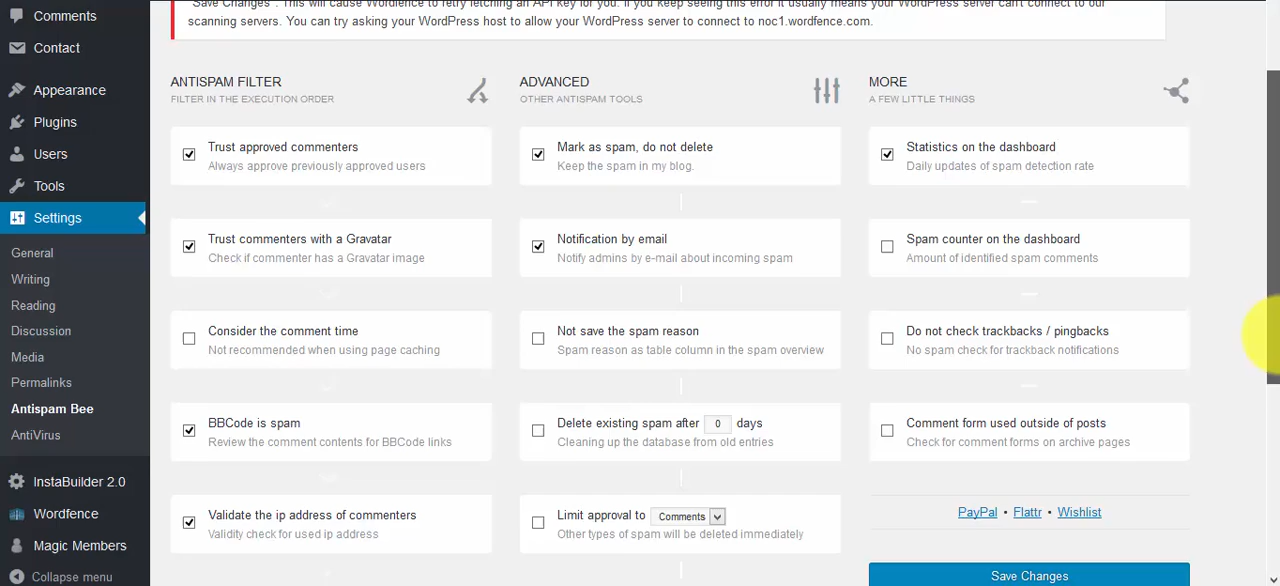 Comments
Contact
Appearance
Plugins
Users
Tools
Settings
General
Writing
Reading
Discussion
Media
Permalinks
Antispam Bee
AntiVirus
InstaBuilder 2.0
Wordfence
Magic Members
Collapse menu
"Save Changes". This will cause Wordfence to retry fetching an API key for you. If you keep seeing this error it usually means your WordPress server can't connect to our
scanning servers. You can try asking your WordPress host to allow your WordPress server to connect to noc1.wordfence.com.
ANTISPAM FILTER
FILTER IN THE EXECUTION ORDER
Trust approved commenters
Always approve previously approved users
Trust commenters with a Gravatar
Check if commenter has a Gravatar image
Consider the comment time
Not recommended when using page caching
BBCode is spam
Review the comment contents for BBCode links
Validate the ip address of commenters
Validity check for used ip address
ADVANCED
OTHER ANTISPAM TOOLS
Mark as spam, do not delete
Keep the spam in my blog.
Notification by email
Notify admins by e-mail about incoming spam
Not save the spam reason
Spam reason as table column in the spam overview
Delete existing spam after 0 days
Cleaning up the database from old entries
Limit approval to Comments
Other types of spam will be deleted immediately
MORE
A FEW LITTLE THINGS
Statistics on the dashboard
Daily updates of spam detection rate
Spam counter on the dashboard
Amount of identified spam comments
Do not check trackbacks / pingbacks
No spam check for trackback notifications
Comment form used outside of posts
Check for comment forms on archive pages
PayPal • Flattr • Wishlist
Save Changes